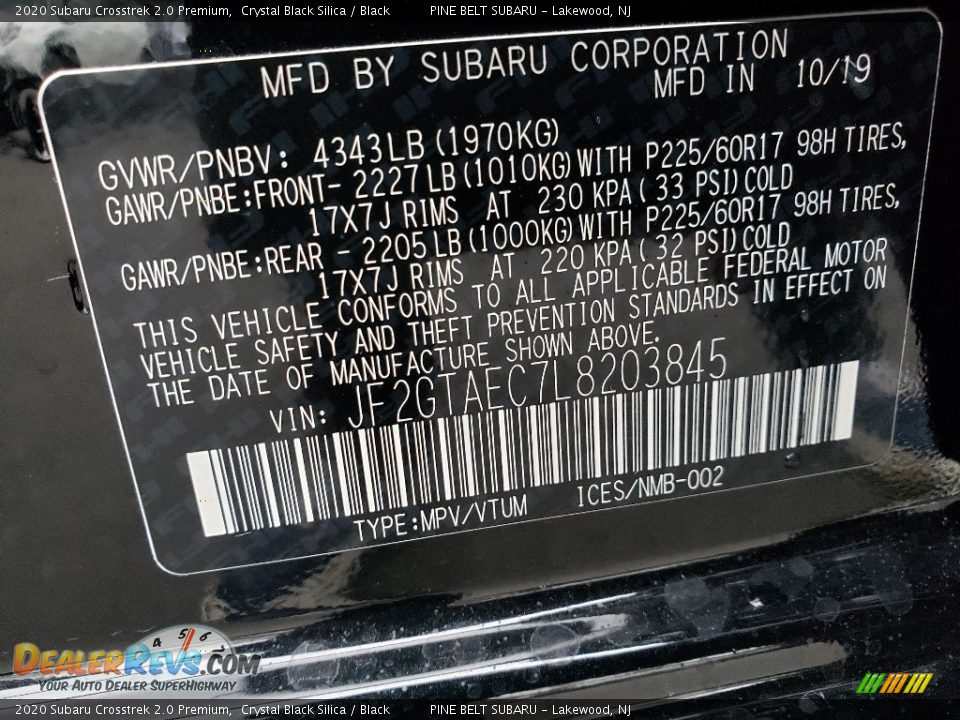 2020 Subaru Crosstrek 2.0 Premium, Crystal Black Silica / Black PINE BELT SUBARU - Lakewood, NJ
MFD BY SUBARU CORPORATION
MFD IN 10/19
GVWR/PNBV: 4343LB (1970KG)
GAWR/PNBE:FRONT- 2227LB(1010KG)WITH P225/60R17 98H TIRES,
17X7J RIMS AT 230 KPA( 33 PSI)COLD
GAWR/PNBE:REAR - 2205LB(1000KG)WITH P225/60R17 98H TIRES,
17X7J RIMS AT 220 KPA( 32 PSI)COLD
THIS VEHICLE CONFORMS TO ALL APPLICABLE FEDERAL MOTOR
VEHICLE SAFETY AND THEFT PREVENTION STANDARDS IN EFFECT ON
THE DATE OF MANUFACTURE SHOWN ABOVE.
VIN: JF2GTAEC7L8203845
TYPE:MPV/VTUM ICES/NMB-002
4 5 6
DEALERREVS.COM
YOUR AUTO DEALER SUPERHIGHWAY
2020 Subaru Crosstrek 2.0 Premium, Crystal Black Silica / Black PINE BELT SUBARU - Lakewood, NJ